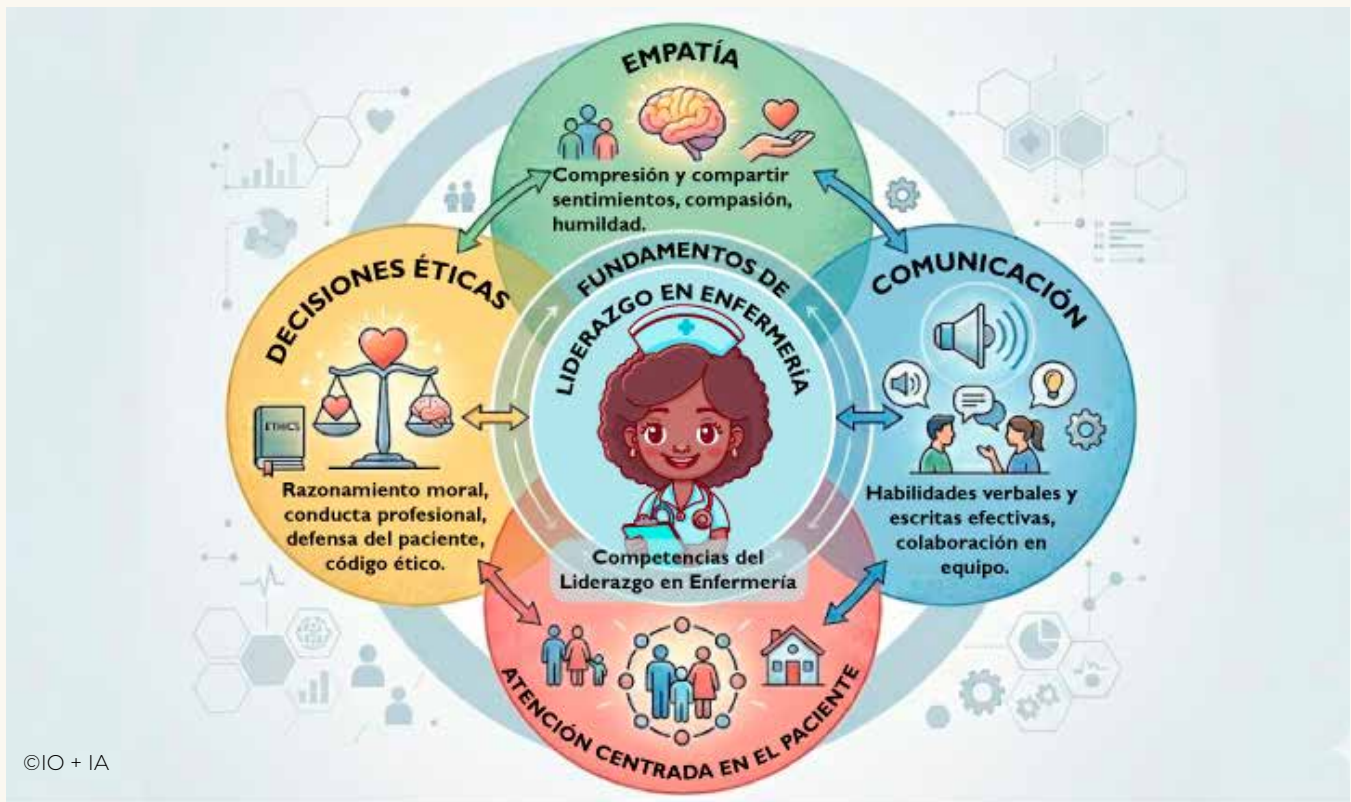 EMPATÍA
Compresión y compartir
sentimientos, compasión,
humildad.
DECISIONES ÉTICAS
ETHICS
Razonamiento moral,
conducta profesional,
defensa del paciente,
código ético.
FUNDAMENTOS DE
LIDERAZGO EN ENFERMERÍA
Competencias del
Liderazgo en Enfermería
COMUNICACIÓN
Habilidades verbales y
escritas efectivas,
colaboración en
equipo.
ATENCIÓN CENTRADA EN EL PACIENTE
©IO + IA